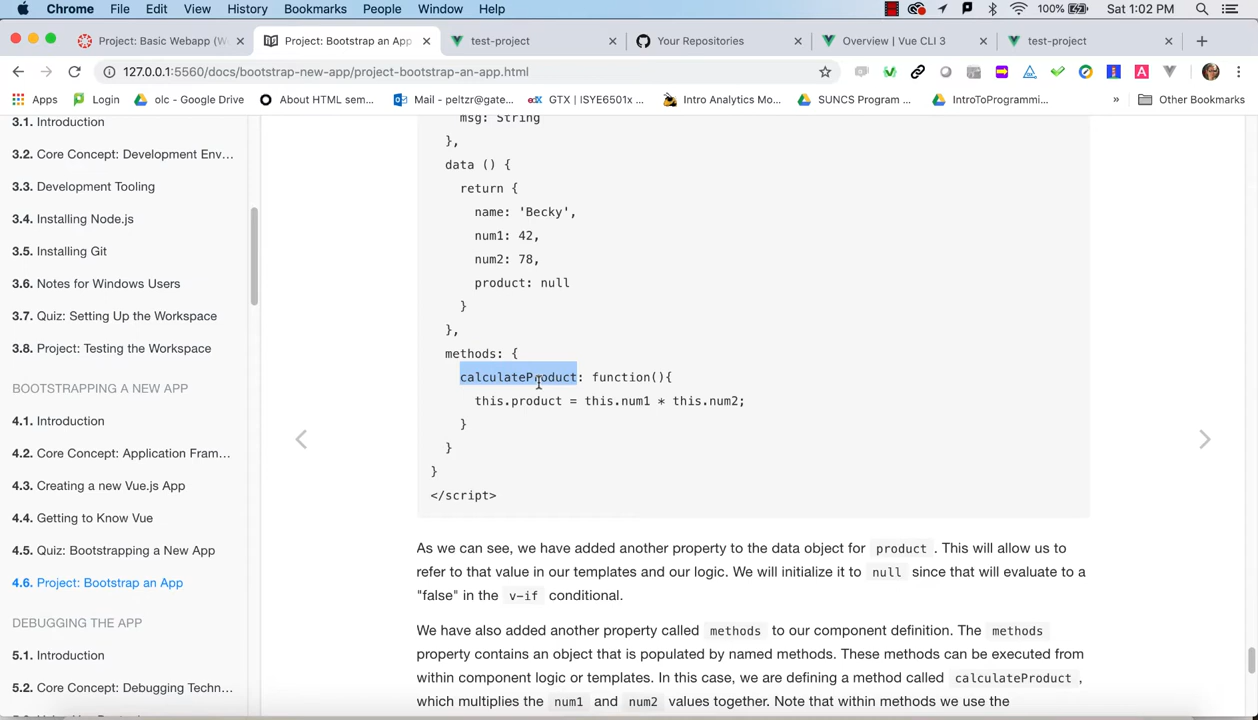 Chrome File Edit View History Bookmarks People Window Help 100% Sat 1:02 PM
Project: Basic Webapp (W
Project: Bootstrap an App
test-project
Your Repositories
Overview | Vue CLI 3
test-project
127.0.0.1:5560/docs/bootstrap-new-app/project-bootstrap-an-app.html
Apps
Login
olc - Google Drive
About HTML sem...
Mail - peltzr@gate...
GTX | ISYE6501x ...
Intro Analytics Mo...
SUNCS Program ...
IntroToProgrammi...
»
Other Bookmarks
3.1. Introduction
3.2. Core Concept: Development Env...
3.3. Development Tooling
3.4. Installing Node.js
3.5. Installing Git
3.6. Notes for Windows Users
3.7. Quiz: Setting Up the Workspace
3.8. Project: Testing the Workspace
BOOTSTRAPPING A NEW APP
4.1. Introduction
4.2. Core Concept: Application Fram...
4.3. Creating a new Vue.js App
4.4. Getting to Know Vue
4.5. Quiz: Bootstrapping a New App
4.6. Project: Bootstrap an App
DEBUGGING THE APP
5.1. Introduction
5.2. Core Concept: Debugging Techn...
msg: String
},
data () {
return {
name: 'Becky',
num1: 42,
num2: 78,
product: null
}
},
methods: {
calculateProduct: function(){
this.product = this.num1 * this.num2;
}
}
}
</script>
As we can see, we have added another property to the data object for product . This will allow us to
refer to that value in our templates and our logic. We will initialize it to null since that will evaluate to a
"false" in the v-if conditional.
We have also added another property called methods to our component definition. The methods
property contains an object that is populated by named methods. These methods can be executed from
within component logic or templates. In this case, we are defining a method called calculateProduct ,
which multiplies the num1 and num2 values together. Note that within methods we use the